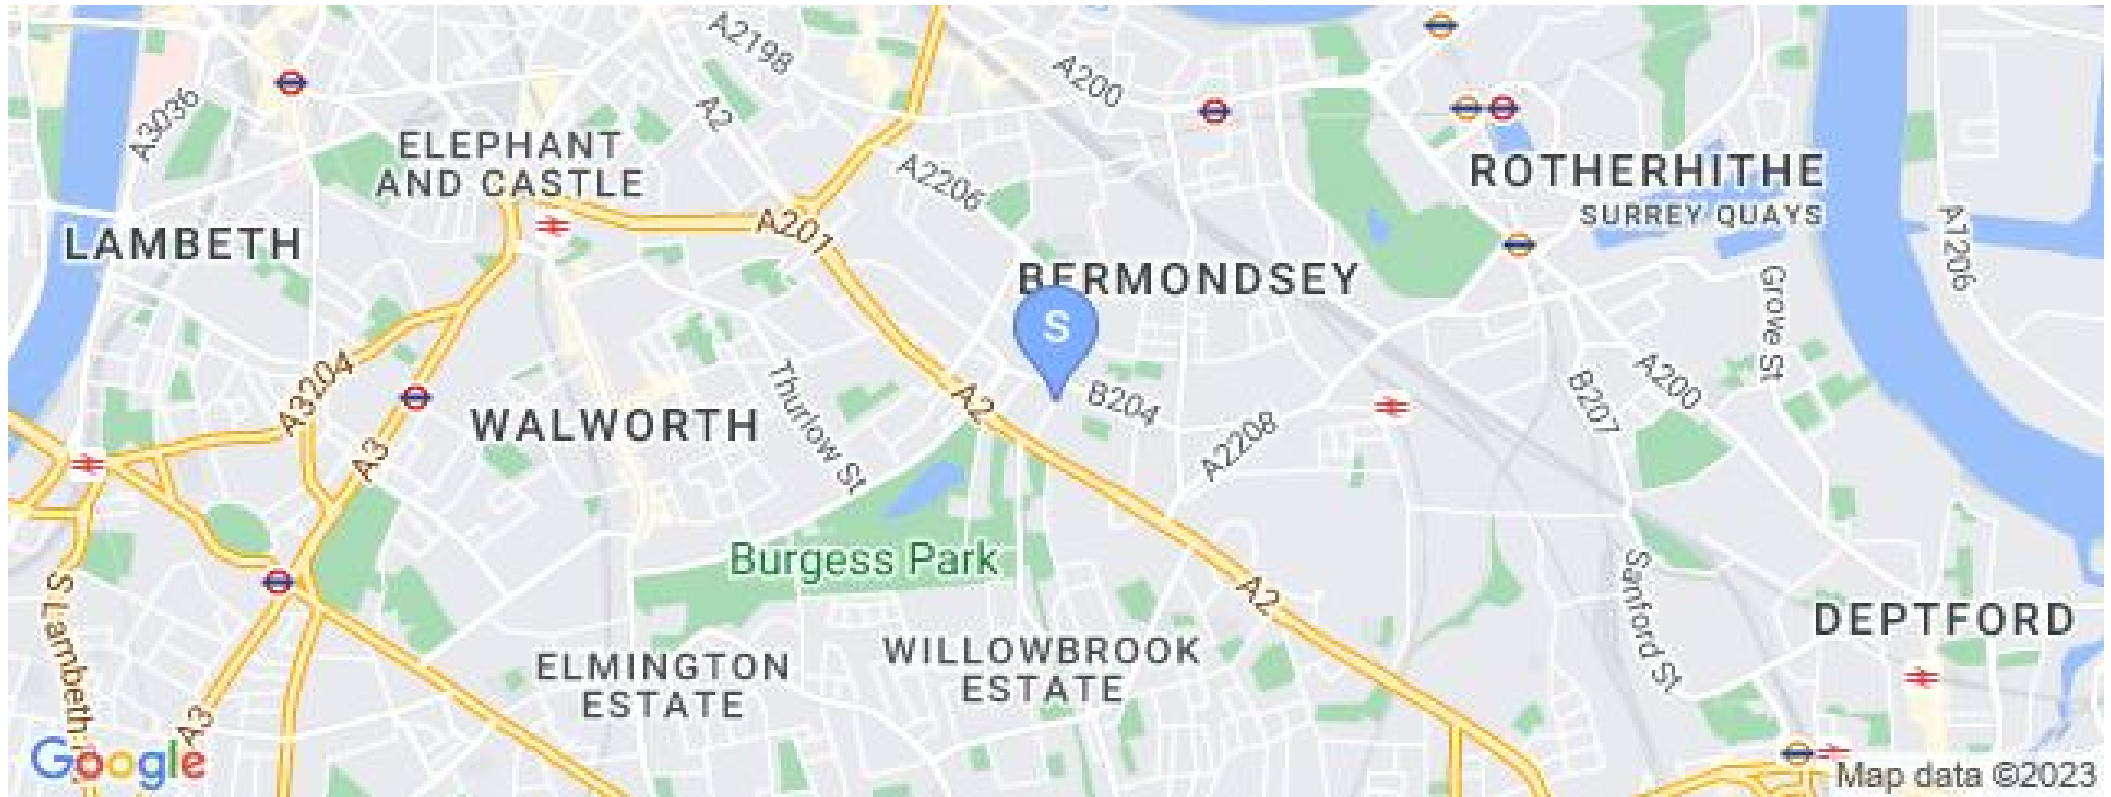 A2198
A200
A3036
A2
ELEPHANT
AND CASTLE
A2206
ROTHERHITHE
SURREY QUAYS
A201
LAMBETH
A1206
BERMONDSEY
Grove St
S
A3204
A2
B204
A200
B207
WALWORTH
Thurlow St
A2208
A3
Burgess Park
A2
Sanford St
DEPTFORD
S Lambeth
WILLOWBROOK
ESTATE
ELMINGTON
ESTATE
A3
Google
Map data ©2023